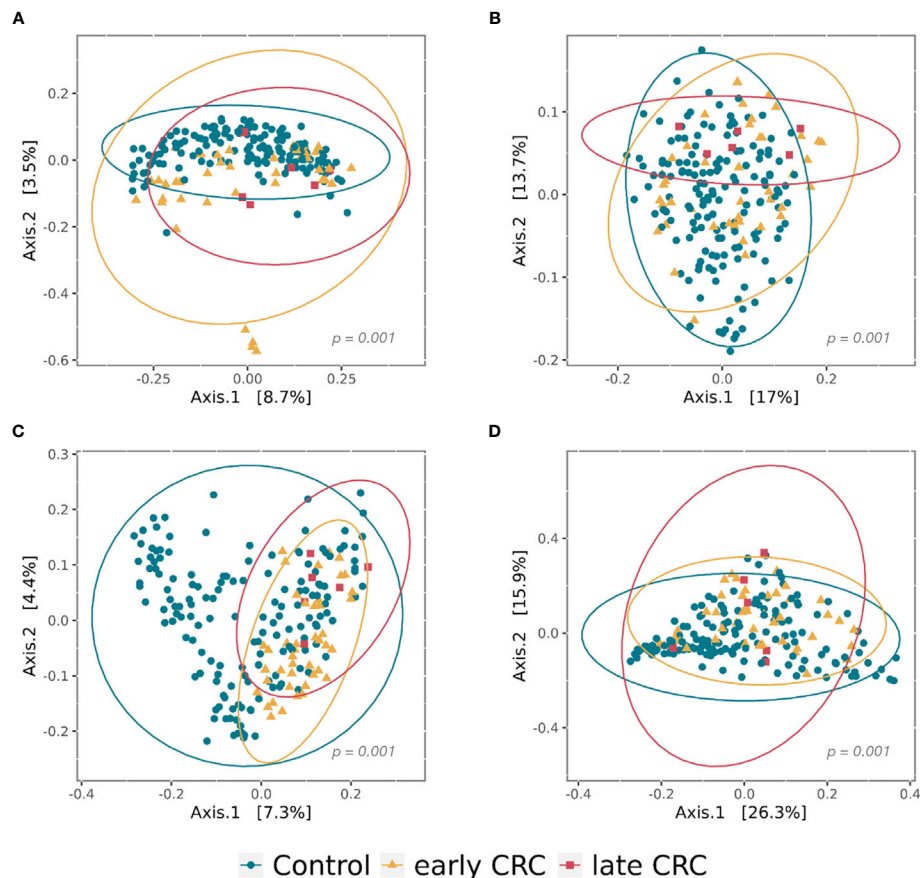 A
0.2
0.0
-0.2
-0.4
-0.6
Axis.2 [3.5%]
-0.25
0.00
0.25
Axis.1 [8.7%]
p = 0.001
B
0.1
0.0
-0.1
-0.2
Axis.2 [13.7%]
-0.2
0.0
0.2
Axis.1 [17%]
p = 0.001
C
0.3
0.2
0.1
0.0
-0.1
-0.2
Axis.2 [4.4%]
-0.2
0.0
0.2
Axis.1 [7.3%]
p = 0.001
D
0.4
0.0
-0.4
Axis.2 [15.9%]
-0.4
-0.2
0.0
0.2
0.4
Axis.1 [26.3%]
p = 0.001
Control early CRC late CRC